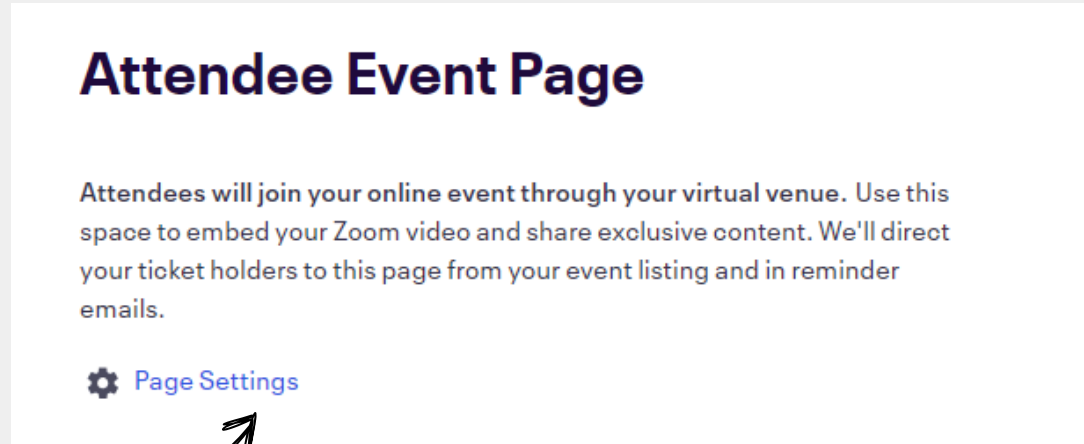 Attendee Event Page
Attendees will join your online event through your virtual venue. Use this
space to embed your Zoom video and share exclusive content. We'll direct
your ticket holders to this page from your event listing and in reminder
emails.
Page Settings